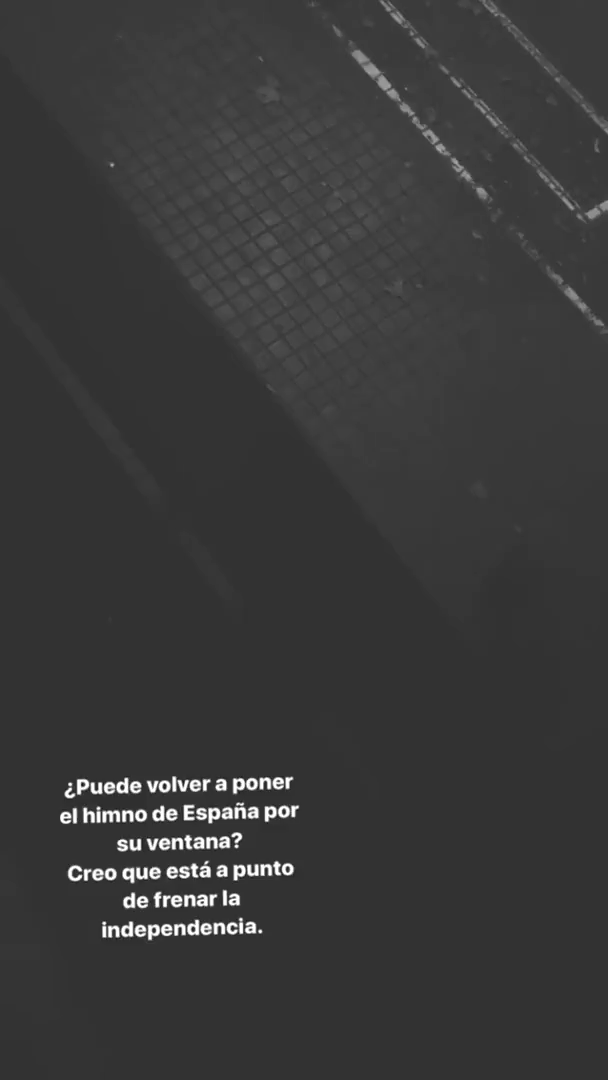 ¿Puede volver a poner
el himno de España por
su ventana?
Creo que está a punto
de frenar la
independencia.